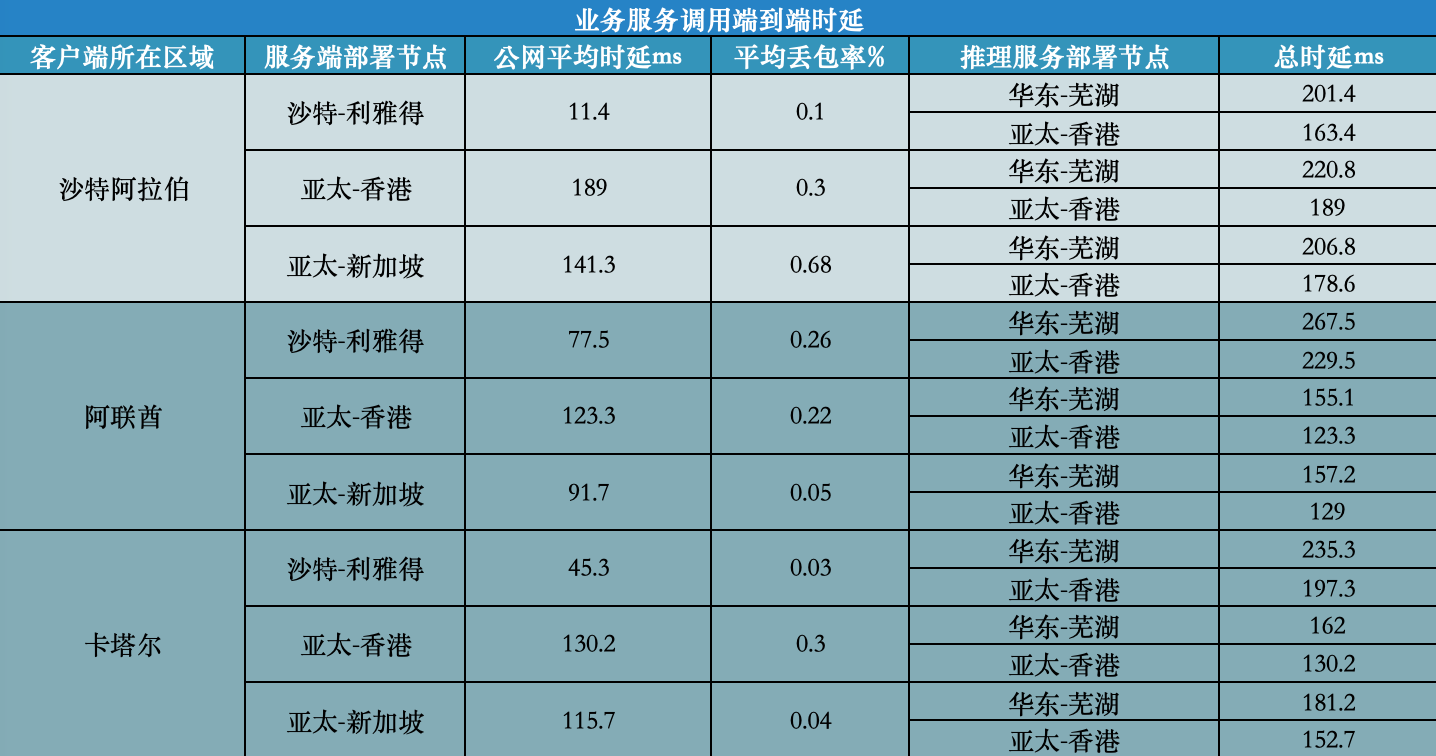 业务服务调用端到端时延
客户端所在区域 服务端部署节点 公网平均时延ms 平均丢包率% 推理服务部署节点 总时延ms
沙特阿拉伯 沙特-利雅得 11.4 0.1 华东-芜湖 201.4
亚太-香港 163.4
亚太-香港 189 0.3 华东-芜湖 220.8
亚太-香港 189
亚太-新加坡 141.3 0.68 华东-芜湖 206.8
亚太-香港 178.6
阿联酋 沙特-利雅得 77.5 0.26 华东-芜湖 267.5
亚太-香港 229.5
亚太-香港 123.3 0.22 华东-芜湖 155.1
亚太-香港 123.3
亚太-新加坡 91.7 0.05 华东-芜湖 157.2
亚太-香港 129
卡塔尔 沙特-利雅得 45.3 0.03 华东-芜湖 235.3
亚太-香港 197.3
亚太-香港 130.2 0.3 华东-芜湖 162
亚太-香港 130.2
亚太-新加坡 115.7 0.04 华东-芜湖 181.2
亚太-香港 152.7